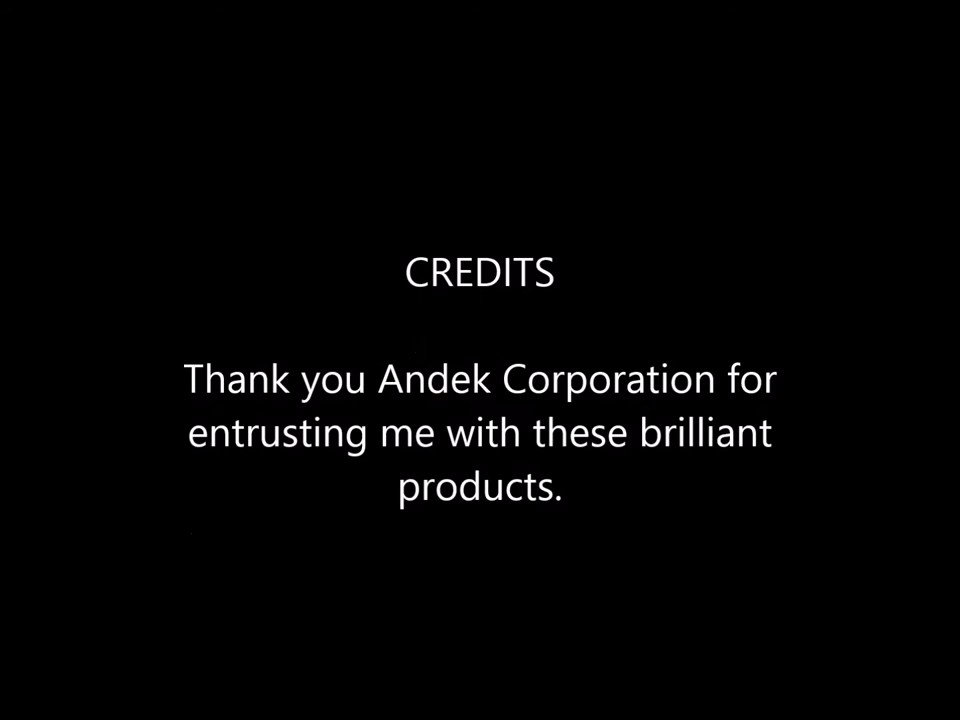 CREDITS
Thank you Andek Corporation for
entrusting me with these brilliant
products.